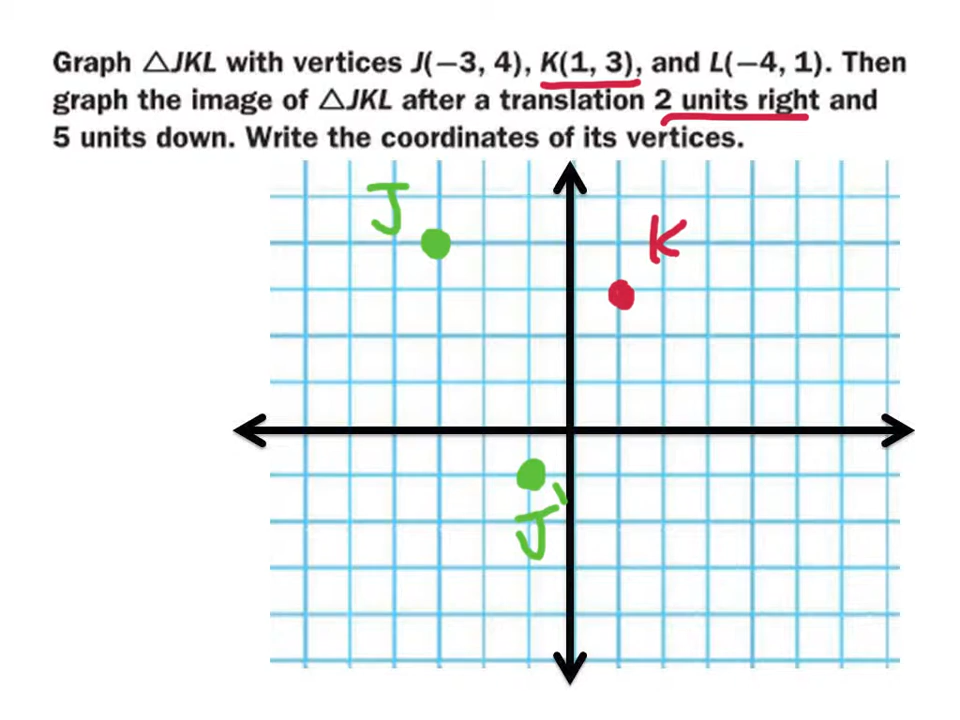 Graph △JKL with vertices J(−3, 4), K(1, 3), and L(−4, 1). Then
graph the image of △JKL after a translation 2 units right and
5 units down. Write the coordinates of its vertices.
J
K
J'